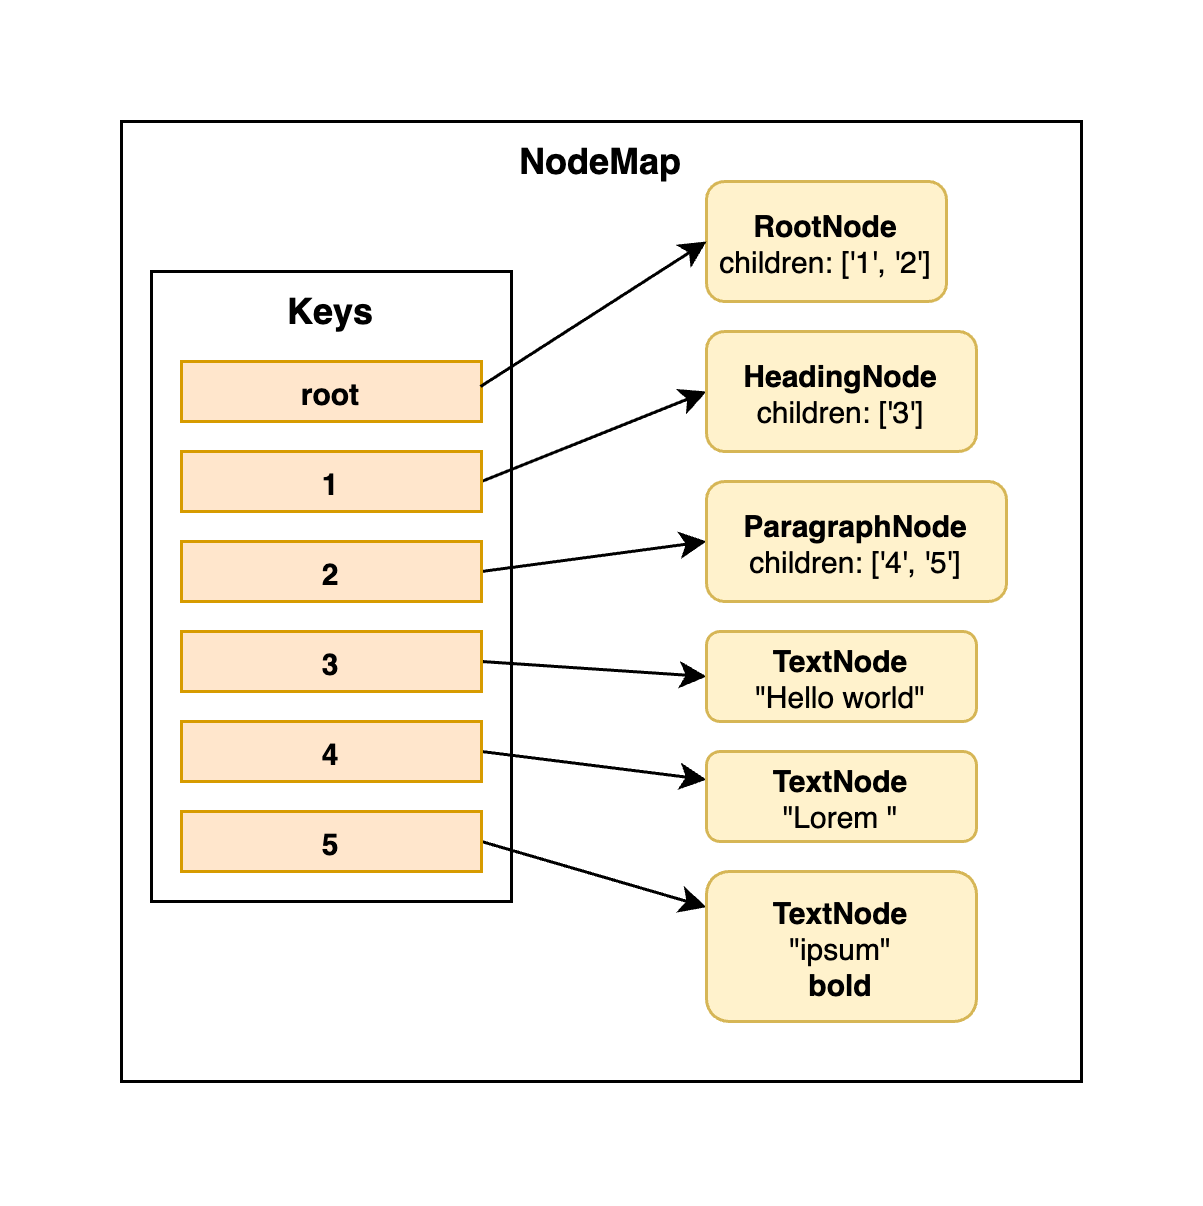 NodeMap
Keys
root
1
2
3
4
5
RootNode
children: ['1', '2']
HeadingNode
children: ['3']
ParagraphNode
children: ['4', '5']
TextNode
"Hello world"
TextNode
"Lorem "
TextNode
"ipsum"
bold